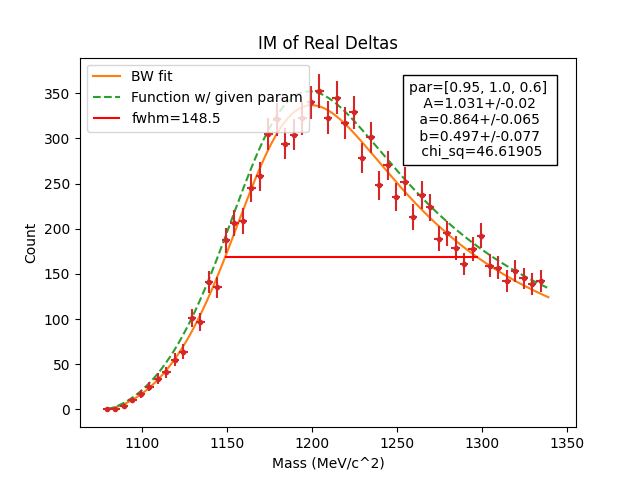 IM of Real Deltas
BW fit
Function w/ given param
fwhm=148.5
par=[0.95, 1.0, 0.6]
A=1.031+/-0.02
a=0.864+/-0.065
b=0.497+/-0.077
chi_sq=46.61905
Count
350
300
250
200
150
100
50
0
1100 1150 1200 1250 1300 1350
Mass (MeV/c^2)